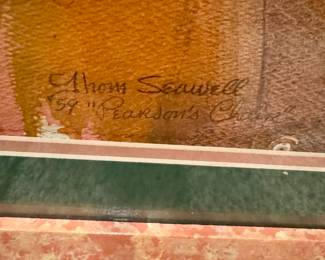 Thom Seawell
'59 "Pearson's Chair"